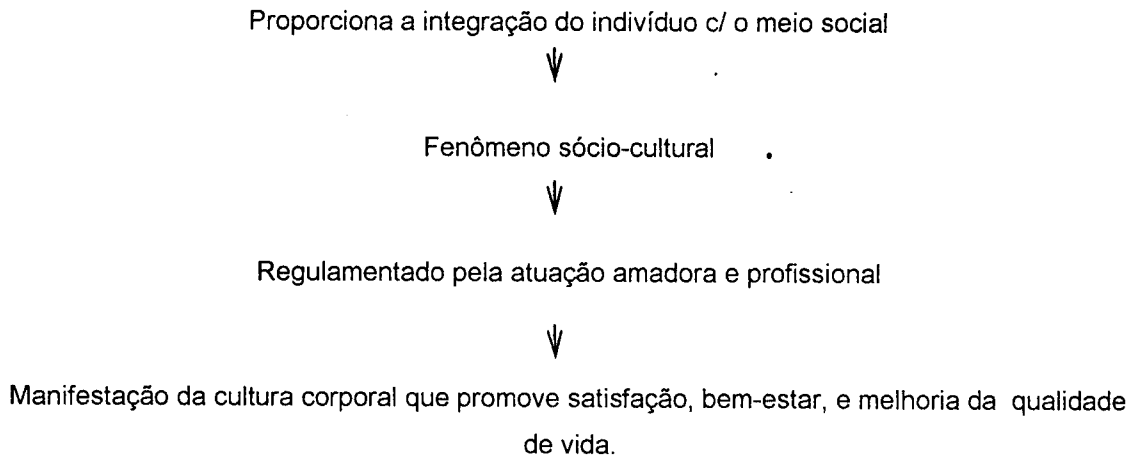 Proporciona a integração do indivíduo c/ o meio social
Fenômeno sócio-cultural
Regulamentado pela atuação amadora e profissional
Manifestação da cultura corporal que promove satisfação, bem-estar, e melhoria da qualidade
de vida.